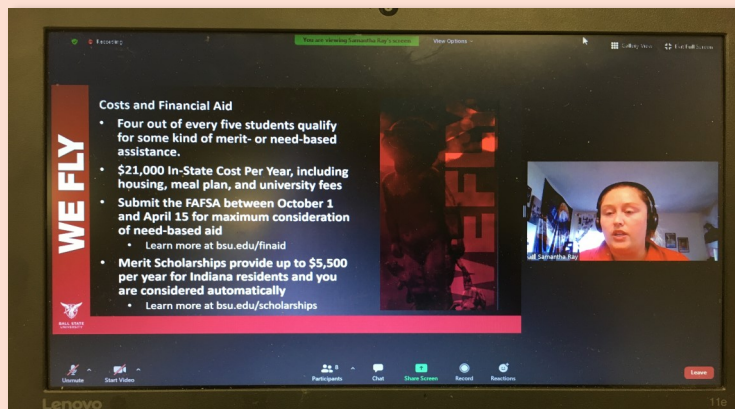 Recording
You are viewing Samantha Ray's screen
View Options
Gallery View
Exit Full Screen
WE FLY
Costs and Financial Aid
• Four out of every five students qualify
for some kind of merit- or need-based
assistance.
• $21,000 In-State Cost Per Year, including
housing, meal plan, and university fees
• Submit the FAFSA between October 1
and April 15 for maximum consideration
of need-based aid
• Learn more at bsu.edu/finaid
• Merit Scholarships provide up to $5,500
per year for Indiana residents and you
are considered automatically
• Learn more at bsu.edu/scholarships
BALL STATE
UNIVERSITY
WEFLY
Samantha Ray
Unmute
Start Video
Participants
8
Chat
Share Screen
Record
Reactions
Leave
Lenovo
11e